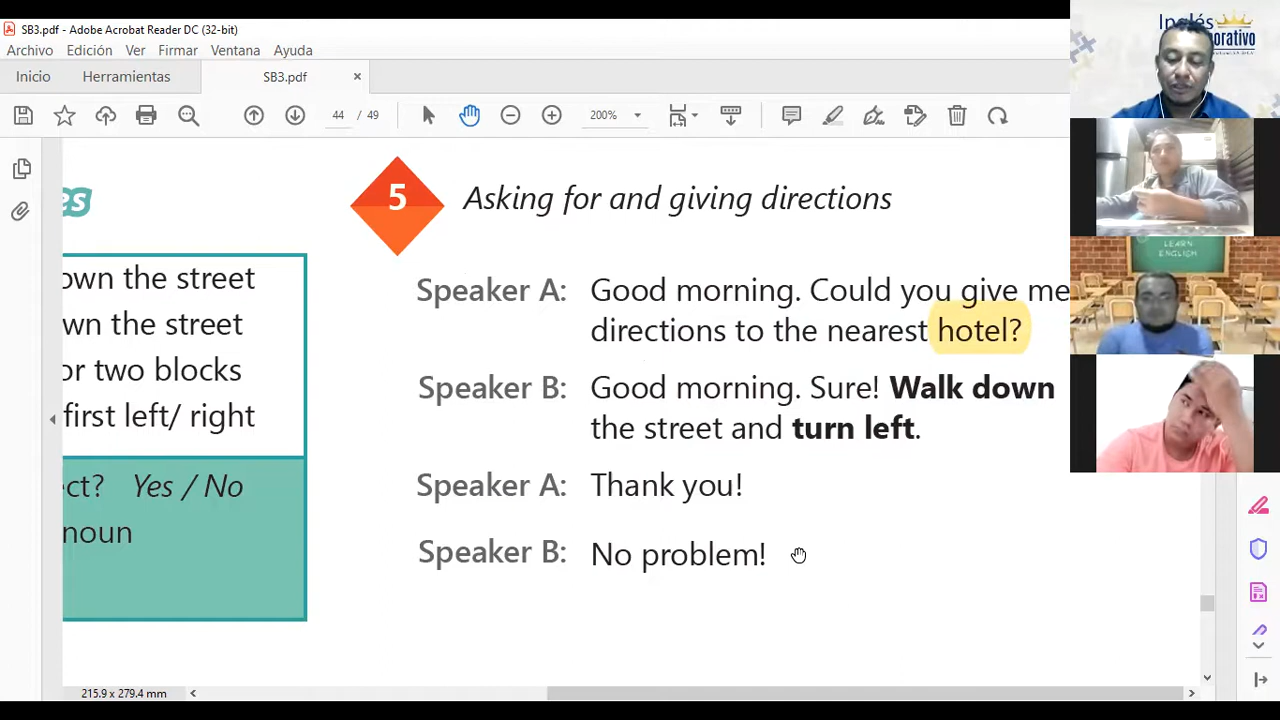 SB3.pdf - Adobe Acrobat Reader DC (32-bit)
Archivo Edición Ver Firmar Ventana Ayuda
Inicio Herramientas SB3.pdf ×
44 / 49 200%
es
own the street
wn the street
or two blocks
first left/ right
ect? Yes / No
noun
5 Asking for and giving directions
Speaker A: Good morning. Could you give me
directions to the nearest hotel?
Speaker B: Good morning. Sure! Walk down
the street and turn left.
Speaker A: Thank you!
Speaker B: No problem!
215.9 x 279.4 mm
Inglés
orativo
LEARN
ENGLISH